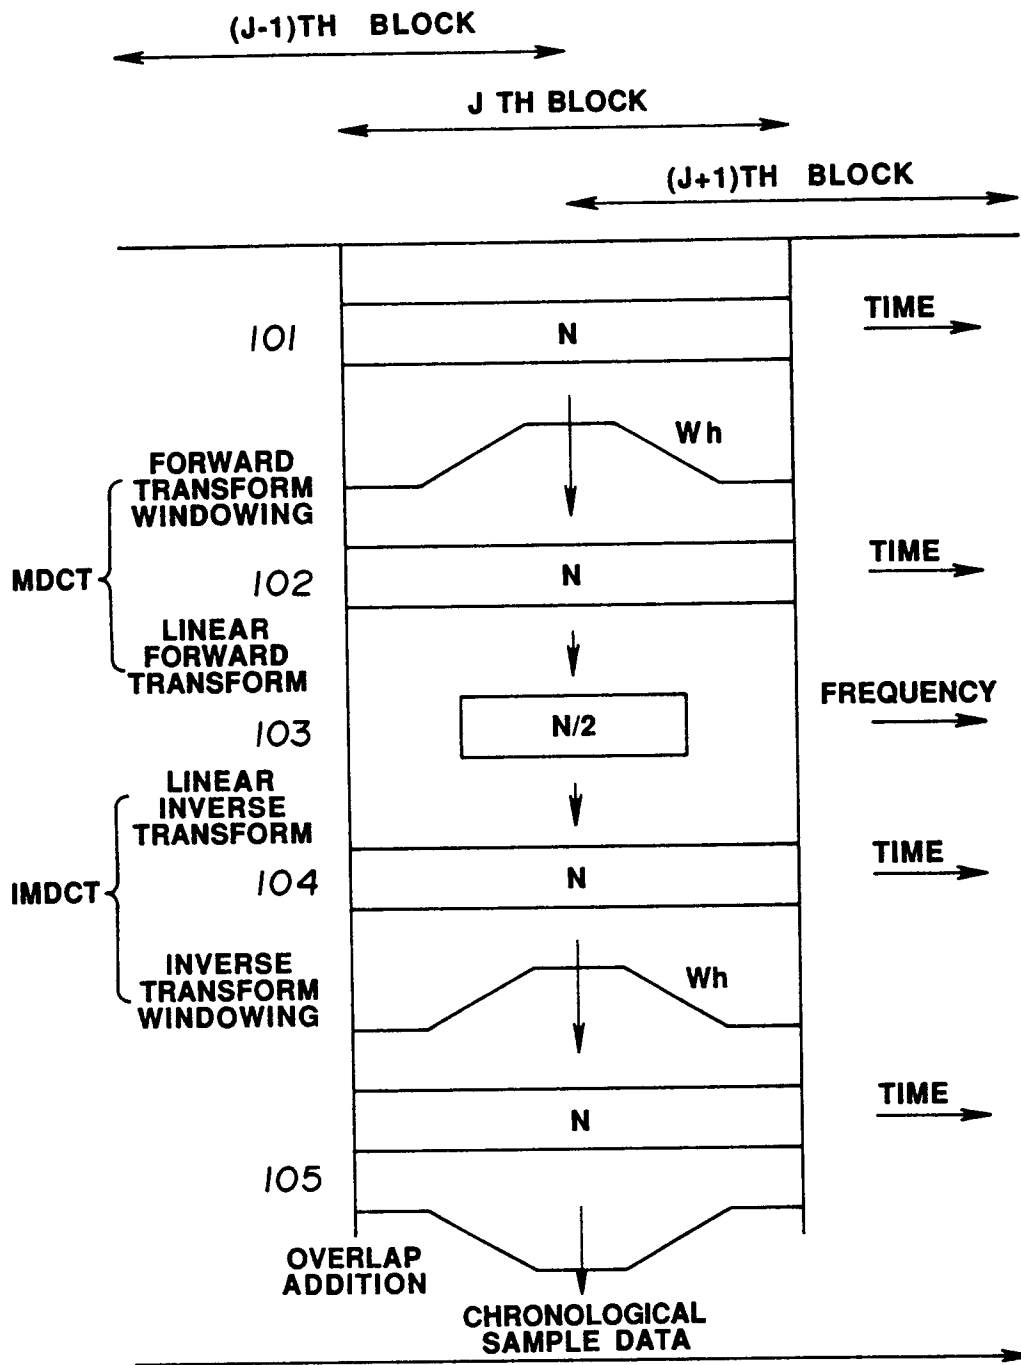 (J-1)TH BLOCK
J TH BLOCK
(J+1)TH BLOCK
TIME
101
N
Wh
FORWARD
TRANSFORM
WINDOWING
TIME
MDCT
102
N
LINEAR
FORWARD
TRANSFORM
FREQUENCY
103
N/2
LINEAR
INVERSE
TRANSFORM
TIME
IMDCT
104
N
INVERSE
TRANSFORM
WINDOWING
Wh
TIME
N
105
OVERLAP
ADDITION
CHRONOLOGICAL
SAMPLE DATA